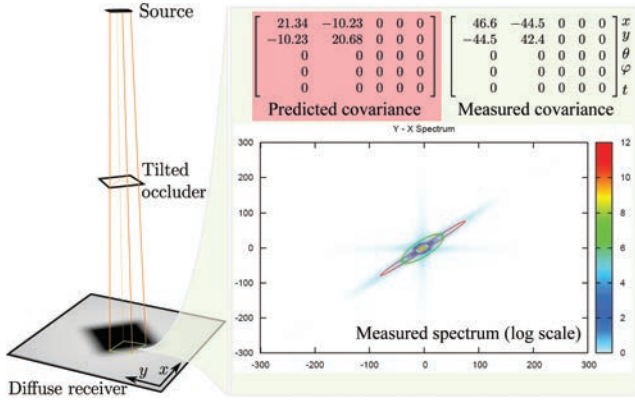 Source
21.34 −10.23 0 0 0
−10.23 20.68 0 0 0
0 0 0 0 0
0 0 0 0 0
0 0 0 0 0
Predicted covariance
46.6 −44.5 0 0 0 x
−44.5 42.4 0 0 0 y
0 0 0 0 0 θ
0 0 0 0 0 φ
0 0 0 0 0 t
Measured covariance
Y - X Spectrum
300
200
100
0
-100
-200
-300
-300 -200 -100 0 100 200 300
12
10
8
6
4
2
0
Measured spectrum (log scale)
Tilted
occluder
y x
Diffuse receiver